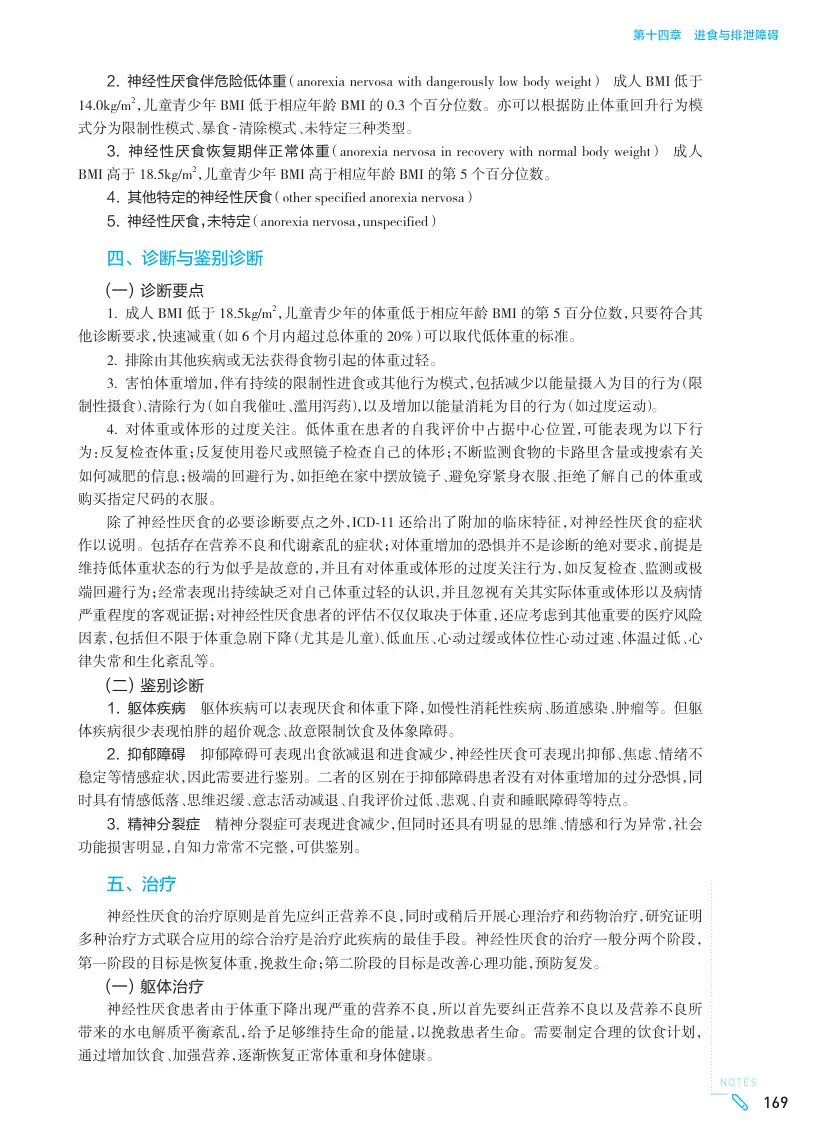 第十四章　进食与排泄障碍
2. 神经性厌食伴危险低体重（anorexia nervosa with dangerously low body weight）　成人 BMI 低于
14.0kg/m²，儿童青少年 BMI 低于相应年龄 BMI 的 0.3 个百分位数。亦可以根据防止体重回升行为模
式分为限制性模式、暴食-清除模式、未特定三种类型。
3. 神经性厌食恢复期伴正常体重（anorexia nervosa in recovery with normal body weight）　成人
BMI 高于 18.5kg/m²，儿童青少年 BMI 高于相应年龄 BMI 的第 5 个百分位数。
4. 其他特定的神经性厌食（other specified anorexia nervosa）
5. 神经性厌食，未特定（anorexia nervosa，unspecified）
四、诊断与鉴别诊断
（一）诊断要点
1. 成人 BMI 低于 18.5kg/m²，儿童青少年的体重低于相应年龄 BMI 的第 5 百分位数，只要符合其
他诊断要求，快速减重（如 6 个月内超过总体重的 20%）可以取代低体重的标准。
2. 排除由其他疾病或无法获得食物引起的体重过轻。
3. 害怕体重增加，伴有持续的限制性进食或其他行为模式，包括减少以能量摄入为目的行为（限
制性摄食）、清除行为（如自我催吐、滥用泻药），以及增加以能量消耗为目的行为（如过度运动）。
4. 对体重或体形的过度关注。低体重在患者的自我评价中占据中心位置，可能表现为以下行
为：反复检查体重；反复使用卷尺或照镜子检查自己的体形；不断监测食物的卡路里含量或搜索有关
如何减肥的信息；极端的回避行为，如拒绝在家中摆放镜子、避免穿紧身衣服、拒绝了解自己的体重或
购买指定尺码的衣服。
除了神经性厌食的必要诊断要点之外，ICD-11 还给出了附加的临床特征，对神经性厌食的症状
作以说明。包括存在营养不良和代谢紊乱的症状；对体重增加的恐惧并不是诊断的绝对要求，前提是
维持低体重状态的行为似乎是故意的，并且有对体重或体形的过度关注行为，如反复检查、监测或极
端回避行为；经常表现出持续缺乏对自己体重过轻的认识，并且忽视有关其实际体重或体形以及病情
严重程度的客观证据；对神经性厌食患者的评估不仅仅取决于体重，还应考虑到其他重要的医疗风险
因素，包括但不限于体重急剧下降（尤其是儿童）、低血压、心动过缓或体位性心动过速、体温过低、心
律失常和生化紊乱等。
（二）鉴别诊断
1. 躯体疾病　躯体疾病可以表现厌食和体重下降，如慢性消耗性疾病、肠道感染、肿瘤等。但躯
体疾病很少表现怕胖的超价观念、故意限制饮食及体象障碍。
2. 抑郁障碍　抑郁障碍可表现出食欲减退和进食减少，神经性厌食可表现出抑郁、焦虑、情绪不
稳定等情感症状，因此需要进行鉴别。二者的区别在于抑郁障碍患者没有对体重增加的过分恐惧，同
时具有情感低落、思维迟缓、意志活动减退、自我评价过低、悲观、自责和睡眠障碍等特点。
3. 精神分裂症　精神分裂症可表现进食减少，但同时还具有明显的思维、情感和行为异常，社会
功能损害明显，自知力常常不完整，可供鉴别。
五、治疗
神经性厌食的治疗原则是首先应纠正营养不良，同时或稍后开展心理治疗和药物治疗，研究证明
多种治疗方式联合应用的综合治疗是治疗此疾病的最佳手段。神经性厌食的治疗一般分两个阶段，
第一阶段的目标是恢复体重，挽救生命；第二阶段的目标是改善心理功能，预防复发。
（一）躯体治疗
神经性厌食患者由于体重下降出现严重的营养不良，所以首先要纠正营养不良以及营养不良所
带来的水电解质平衡紊乱，给予足够维持生命的能量，以挽救患者生命。需要制定合理的饮食计划，
通过增加饮食、加强营养，逐渐恢复正常体重和身体健康。
NOTES
169